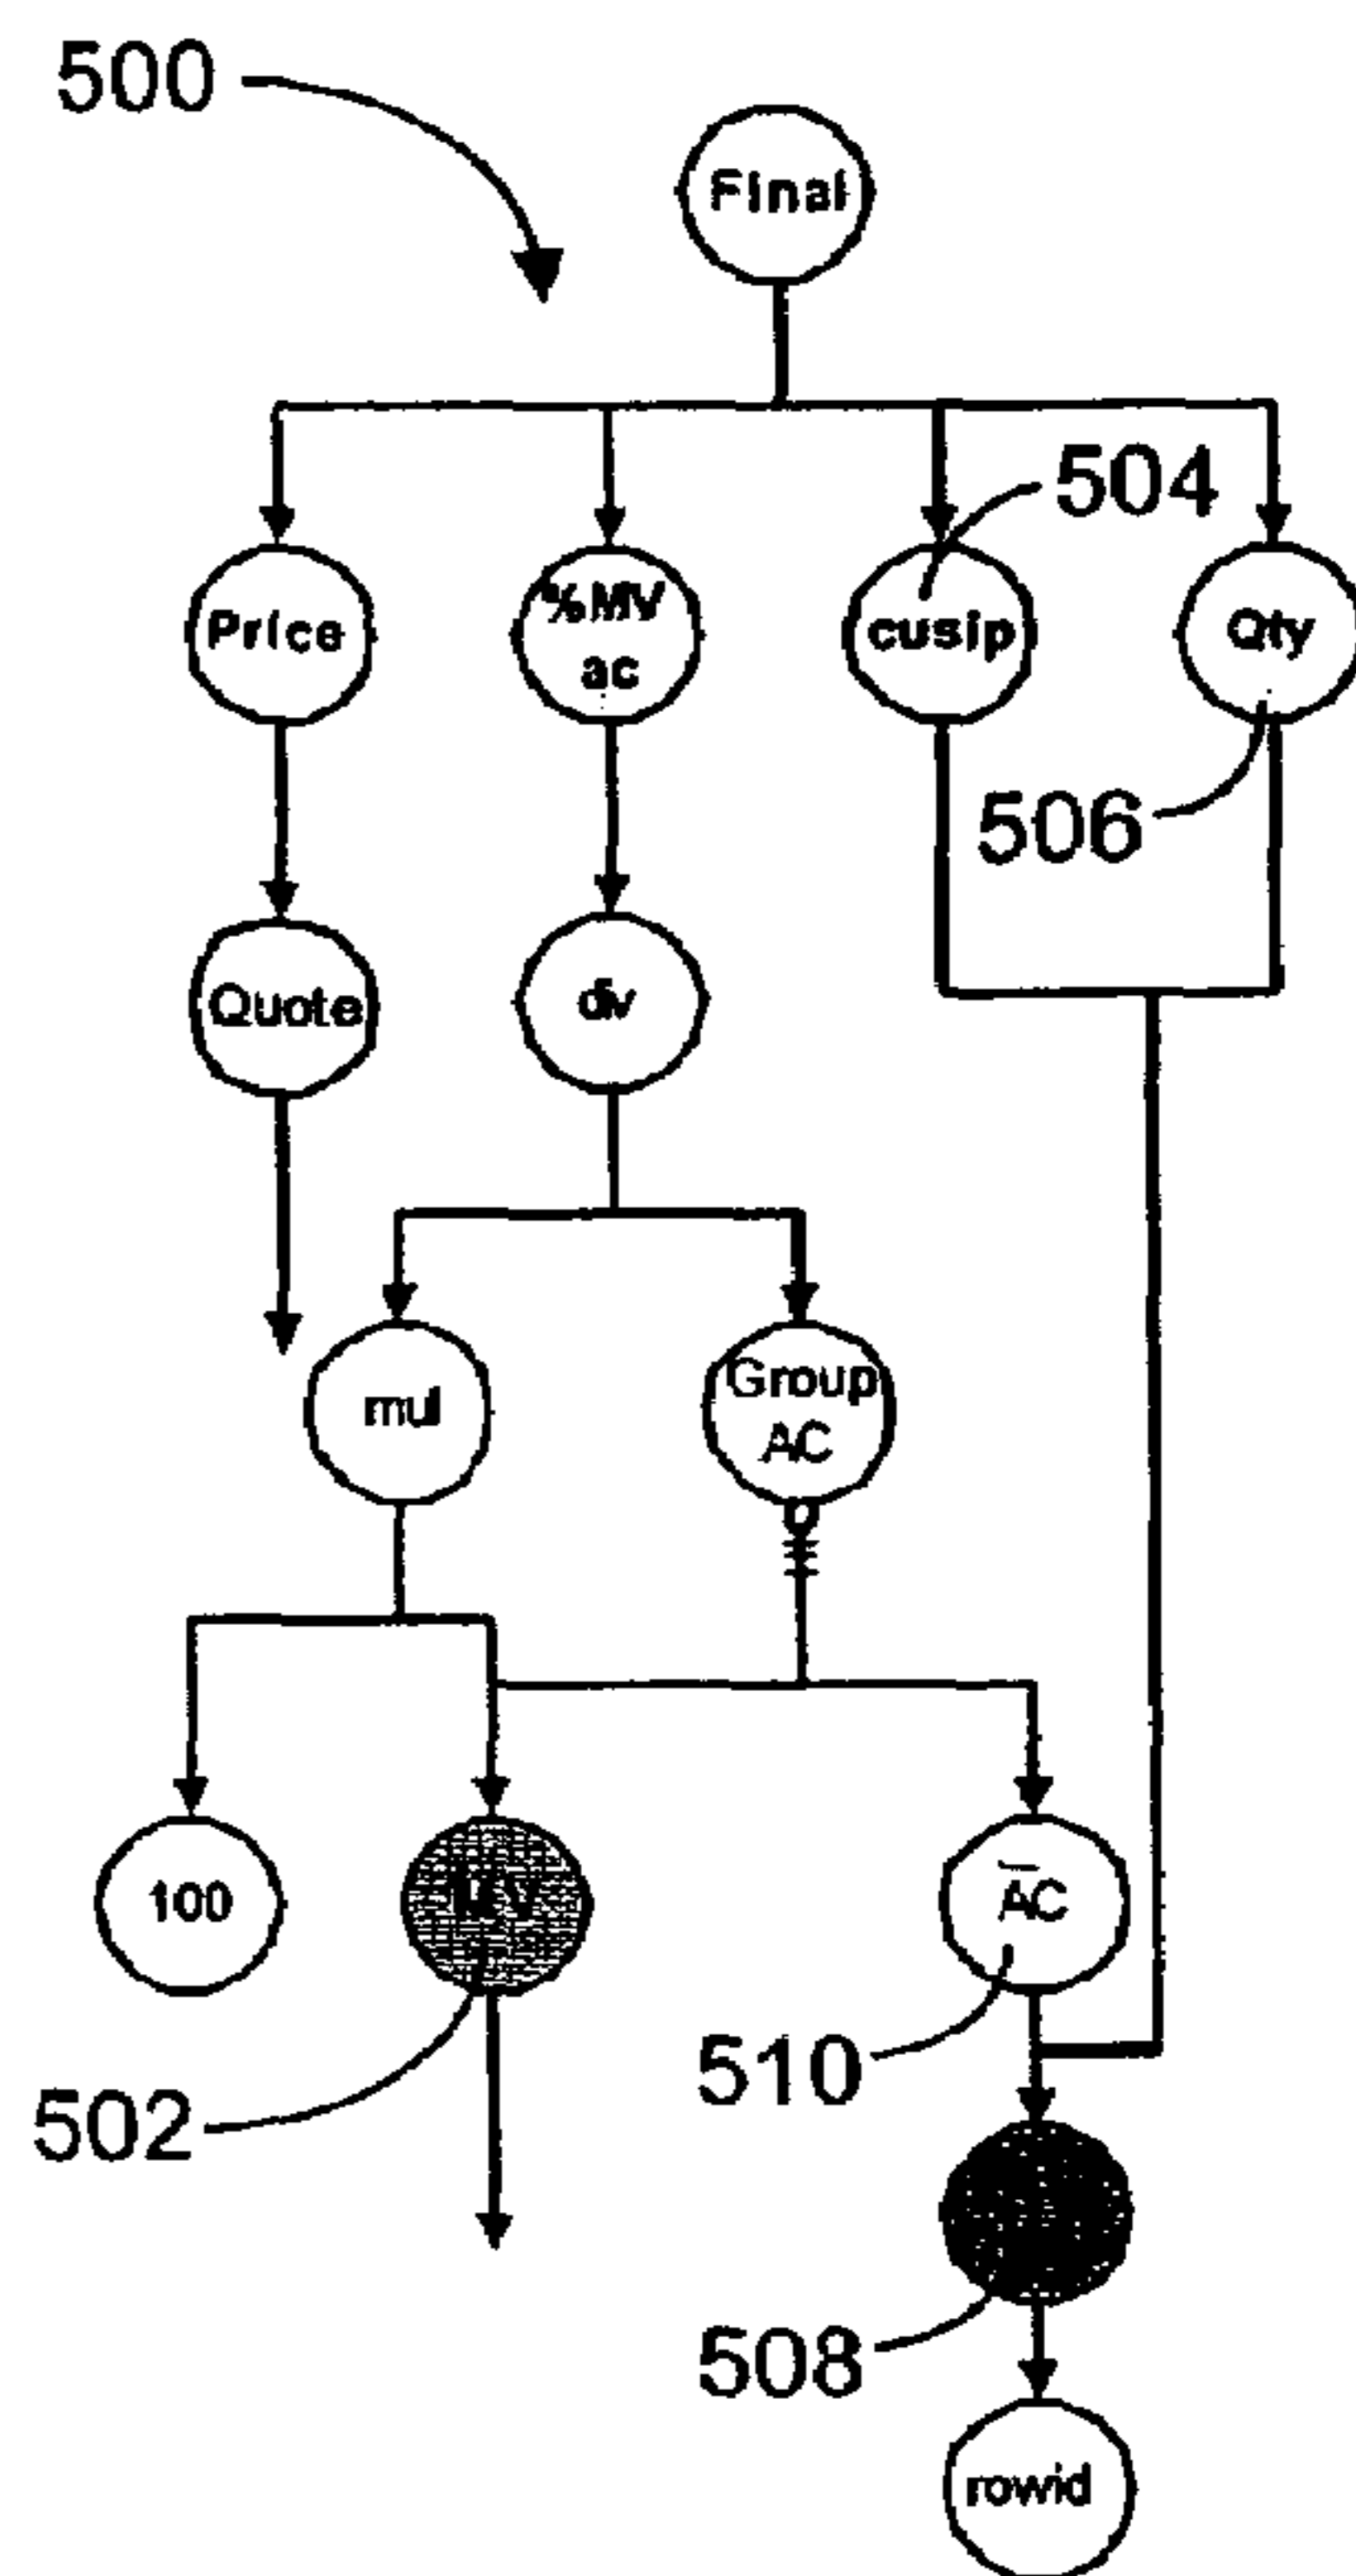 500
Final
504
Price
%MV
ac
cusip
Qty
506
Quote
div
mul
Group
AC
100
MV
AC
510
502
508
rowid